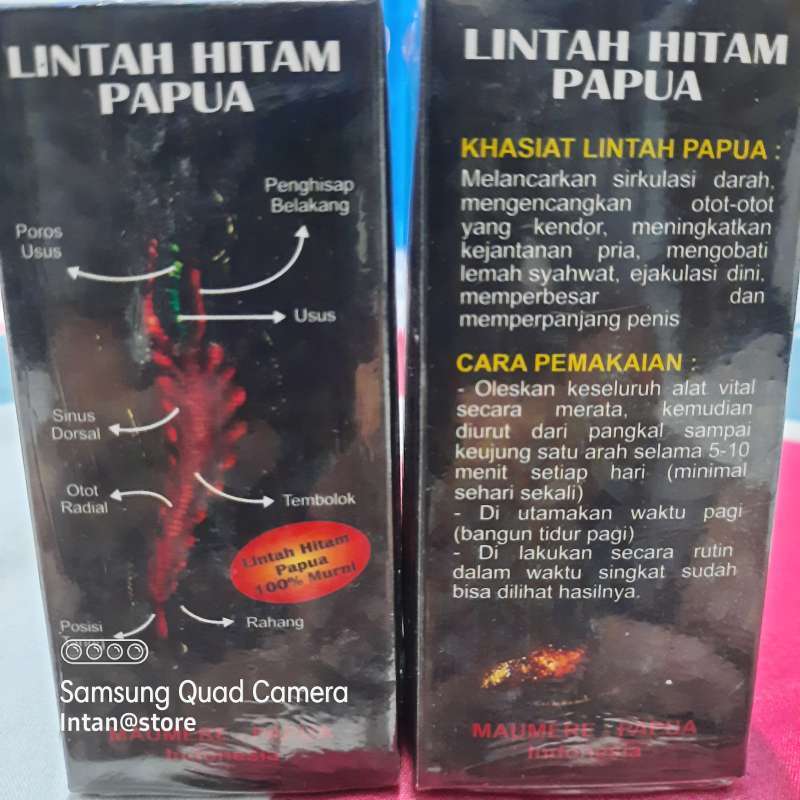 LINTAH HITAM
PAPUA
Penghisap
Belakang
Poros
Usus
Usus
Sinus
Dorsal
Otot
Radial
Tembolok
Lintah Hitam
Papua
100% Murni
Posisi
Rahang
Samsung Quad Camera
Intan@store
MAUMERE - PAPUA
Indonesia
LINTAH HITAM
PAPUA
KHASIAT LINTAH PAPUA :
Melancarkan sirkulasi darah,
mengencangkan otot-otot
yang kendor, meningkatkan
kejantanan pria, mengobati
lemah syahwat, ejakulasi dini,
memperbesar dan
memperpanjang penis
CARA PEMAKAIAN :
- Oleskan keseluruh alat vital
secara merata, kemudian
diurut dari pangkal sampai
keujung satu arah selama 5-10
menit setiap hari (minimal
sehari sekali)
- Di utamakan waktu pagi
(bangun tidur pagi)
- Di lakukan secara rutin
dalam waktu singkat sudah
bisa dilihat hasilnya.
MAUMERE - PAPUA
Indonesia